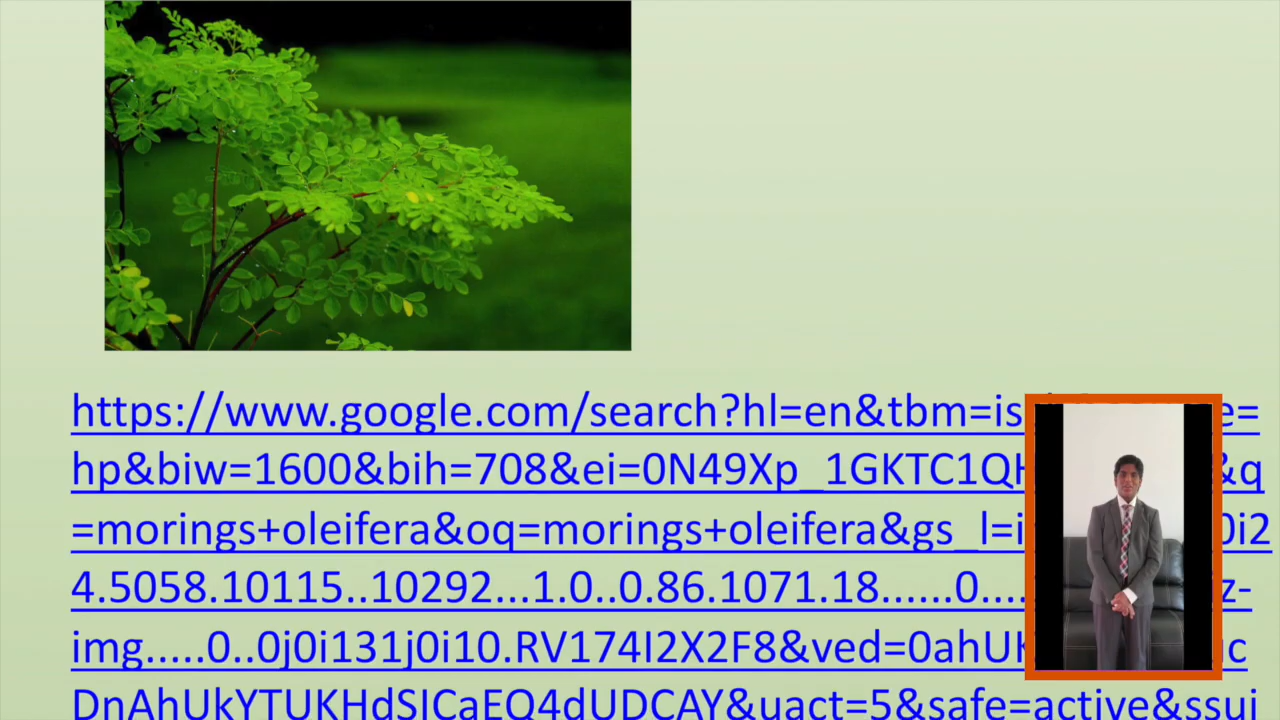 https://www.google.com/search?hl=en&tbm=is e=
hp&biw=1600&bih=708&ei=0N49Xp_1GKTC1QH &q
=morings+oleifera&oq=morings+oleifera&gs_l=i 0i2
4.5058.10115..10292...1.0..0.86.1071.18......0.... z-
img.....0..0j0i131j0i10.RV174I2X2F8&ved=0ahUK c
DnAhUkYTUKHdSICaEQ4dUDCAY&uact=5&safe=active&ssui